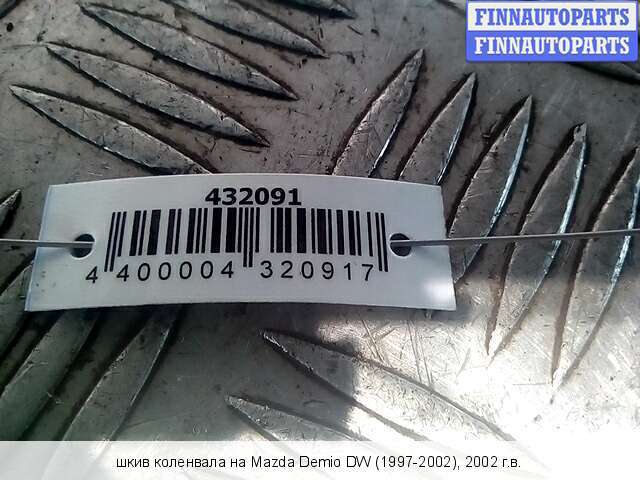 FINNAUTOPARTS
FINNAUTOPARTS
432091
4 400004 320917
шкив коленвала на Mazda Demio DW (1997-2002), 2002 г.в.